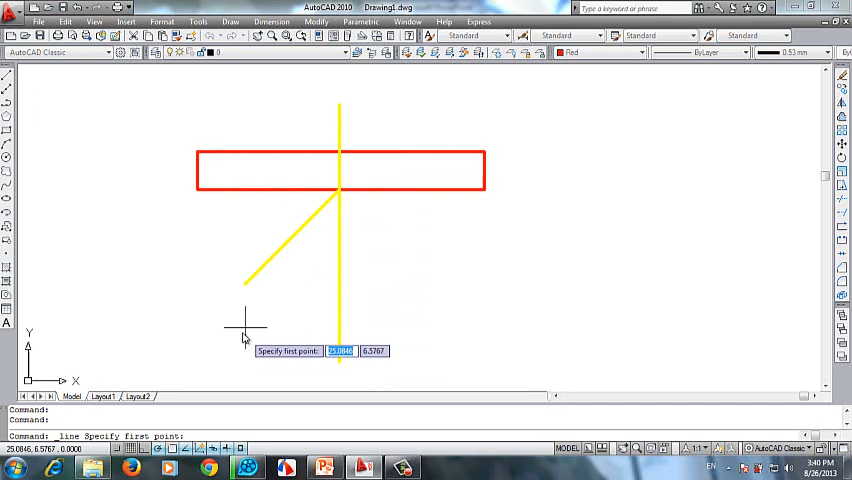 AutoCAD 2010 Drawing1.dwg
Type a keyword or phrase
File Edit View Insert Format Tools Draw Dimension Modify Parametric Window Help Express
Standard Standard Standard Standard
AutoCAD Classic 0 Red ByLayer 0.53 mm
Specify first point: 25.0846 6.5767
Y
X
A
Model Layout1 Layout2
Command:
Command:
Command: _line Specify first point:
25.0846, 6.5767, 0.0000 MODEL 1:1 AutoCAD Classic
EN 3:40 PM
8/26/2013